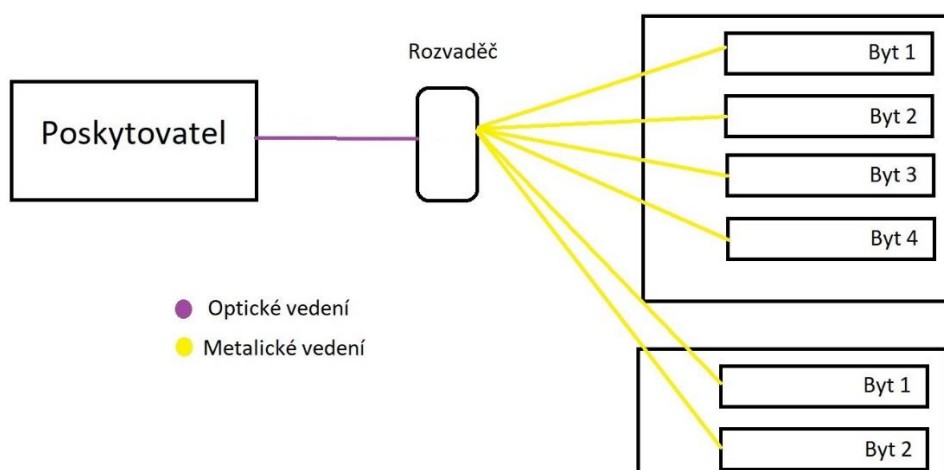 Rozvaděč
Poskytovatel
Byt 1
Byt 2
Byt 3
Byt 4
Optické vedení
Metalické vedení
Byt 1
Byt 2